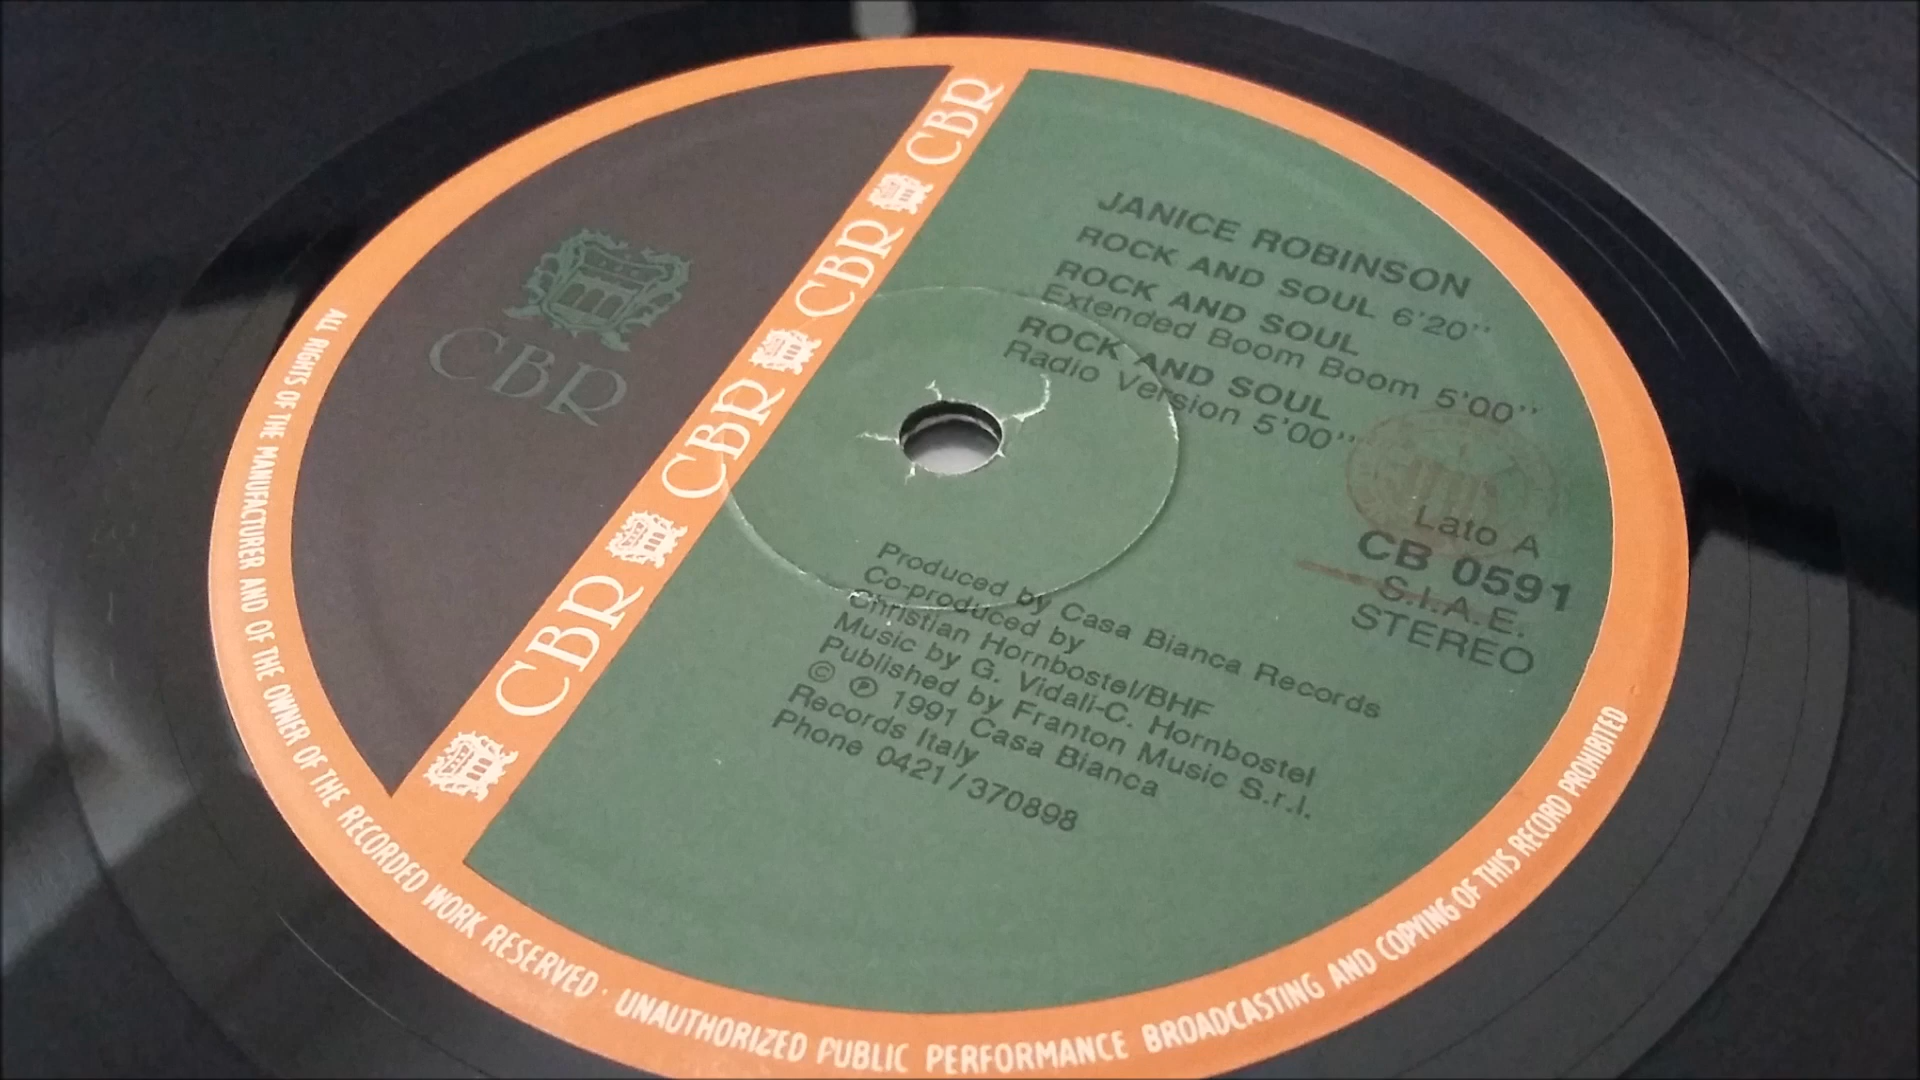 CBR
CBR
CBR
CBR
CBR
JANICE ROBINSON
ROCK AND SOUL 6'20''
ROCK AND SOUL
Extended Boom Boom 5'00''
ROCK AND SOUL
Radio Version 5'00''
Lato A
CB 0591
S.I.A.E.
STEREO
Produced by Casa Bianca Records
Co-produced by
Christian Hornbostel/BHF
Music by G. Vidali-C. Hornbostel
Published by Franton Music S.r.l.
© ℗ 1991 Casa Bianca
Records Italy
Phone 0421/370898
ALL RIGHTS OF THE MANUFACTURER AND OF THE OWNER OF THE RECORDED WORK RESERVED · UNAUTHORIZED PUBLIC PERFORMANCE BROADCASTING AND COPYING OF THIS RECORD PROHIBITED